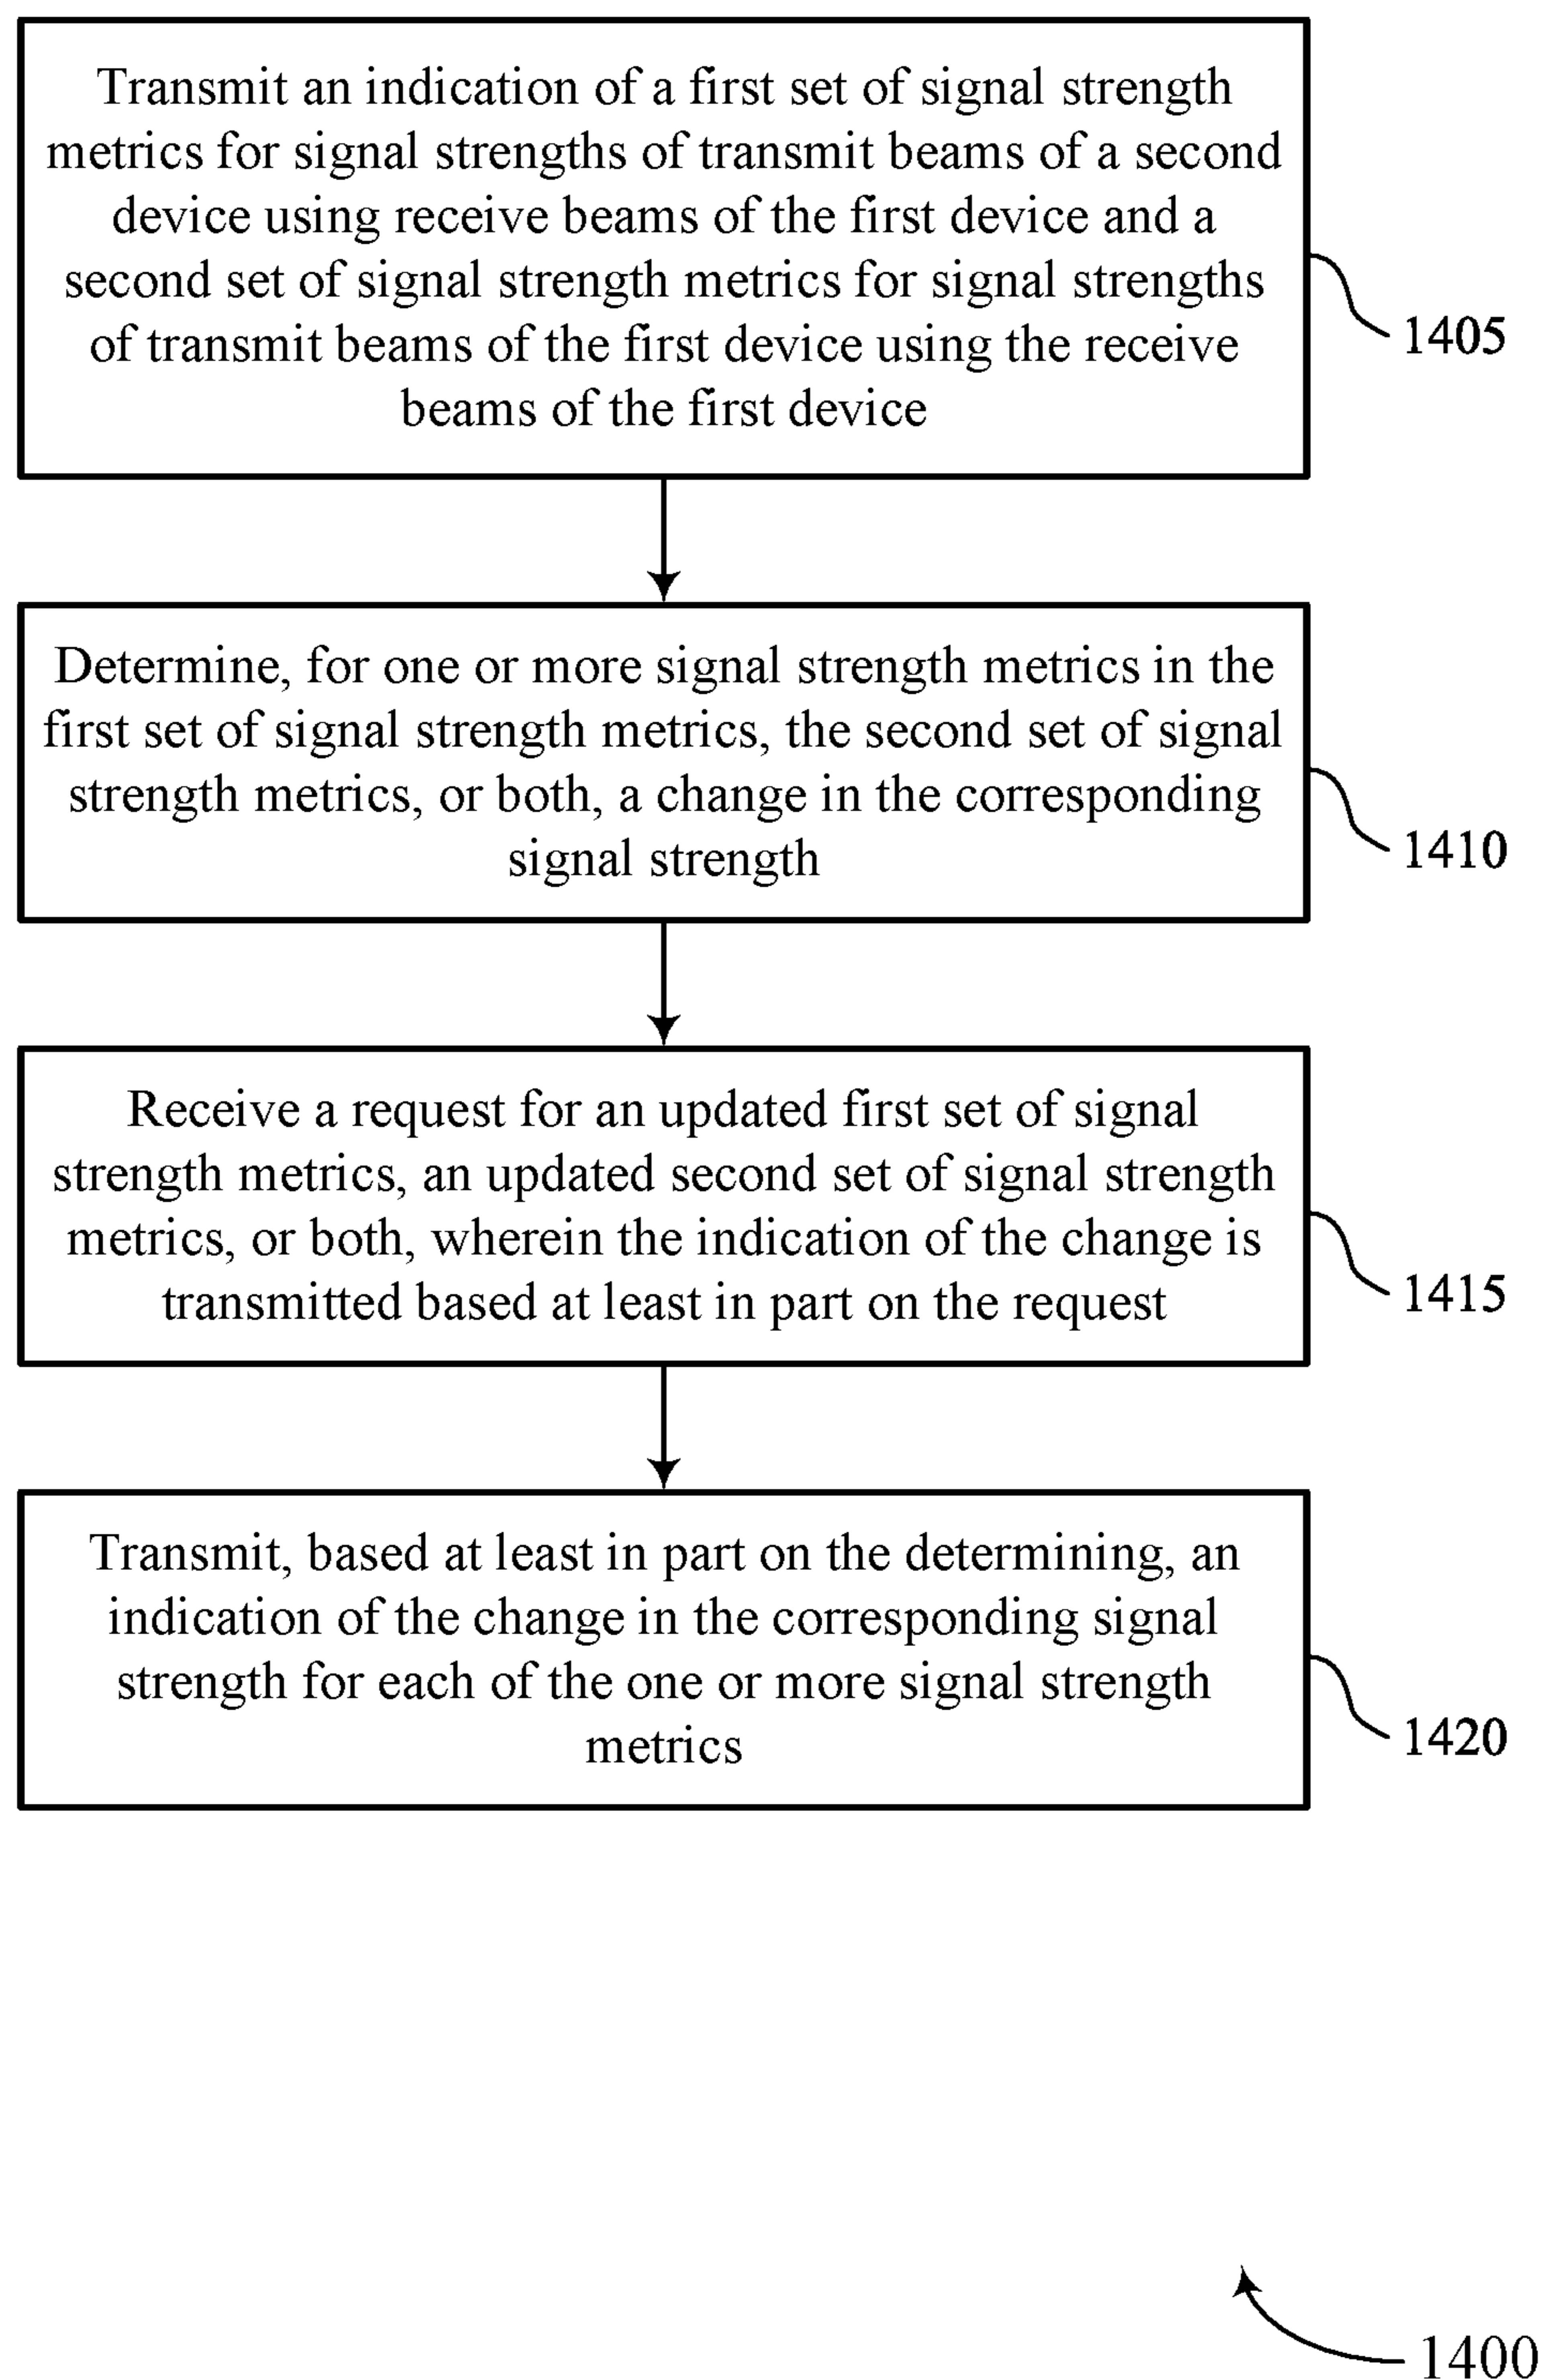 Transmit an indication of a first set of signal strength
metrics for signal strengths of transmit beams of a second
device using receive beams of the first device and a
second set of signal strength metrics for signal strengths
of transmit beams of the first device using the receive
beams of the first device
1405
Determine, for one or more signal strength metrics in the
first set of signal strength metrics, the second set of signal
strength metrics, or both, a change in the corresponding
signal strength
1410
Receive a request for an updated first set of signal
strength metrics, an updated second set of signal strength
metrics, or both, wherein the indication of the change is
transmitted based at least in part on the request
1415
Transmit, based at least in part on the determining, an
indication of the change in the corresponding signal
strength for each of the one or more signal strength
metrics
1420
1400